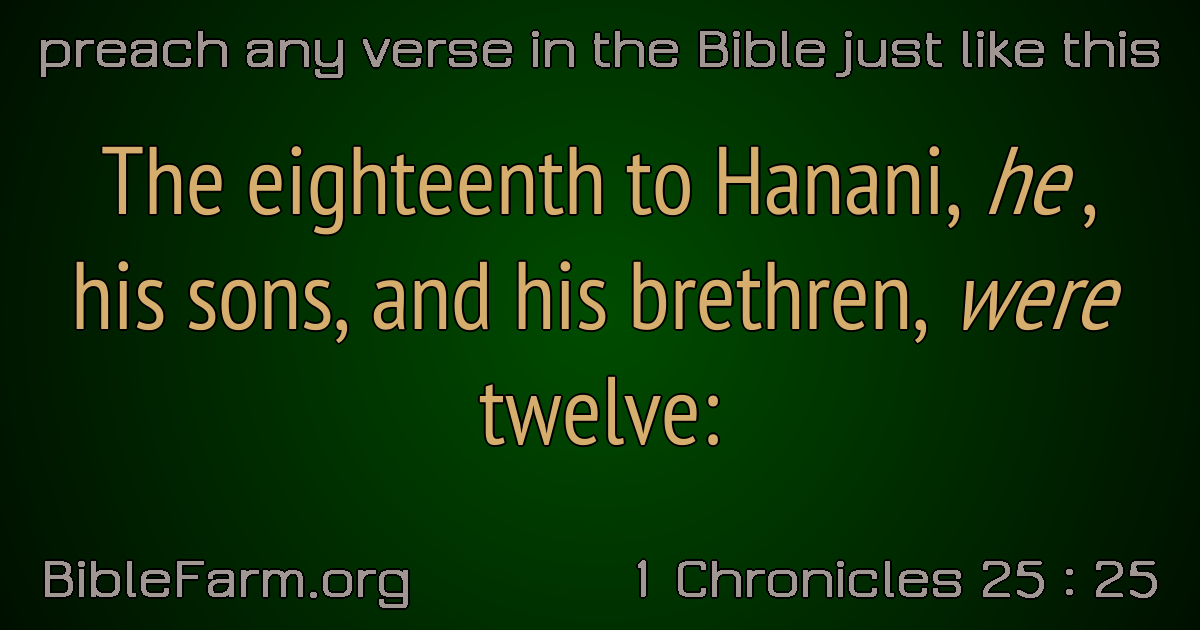 preach any verse in the Bible just like this
The eighteenth to Hanani, he,
his sons, and his brethren, were
twelve:
BibleFarm.org
1 Chronicles 25 : 25